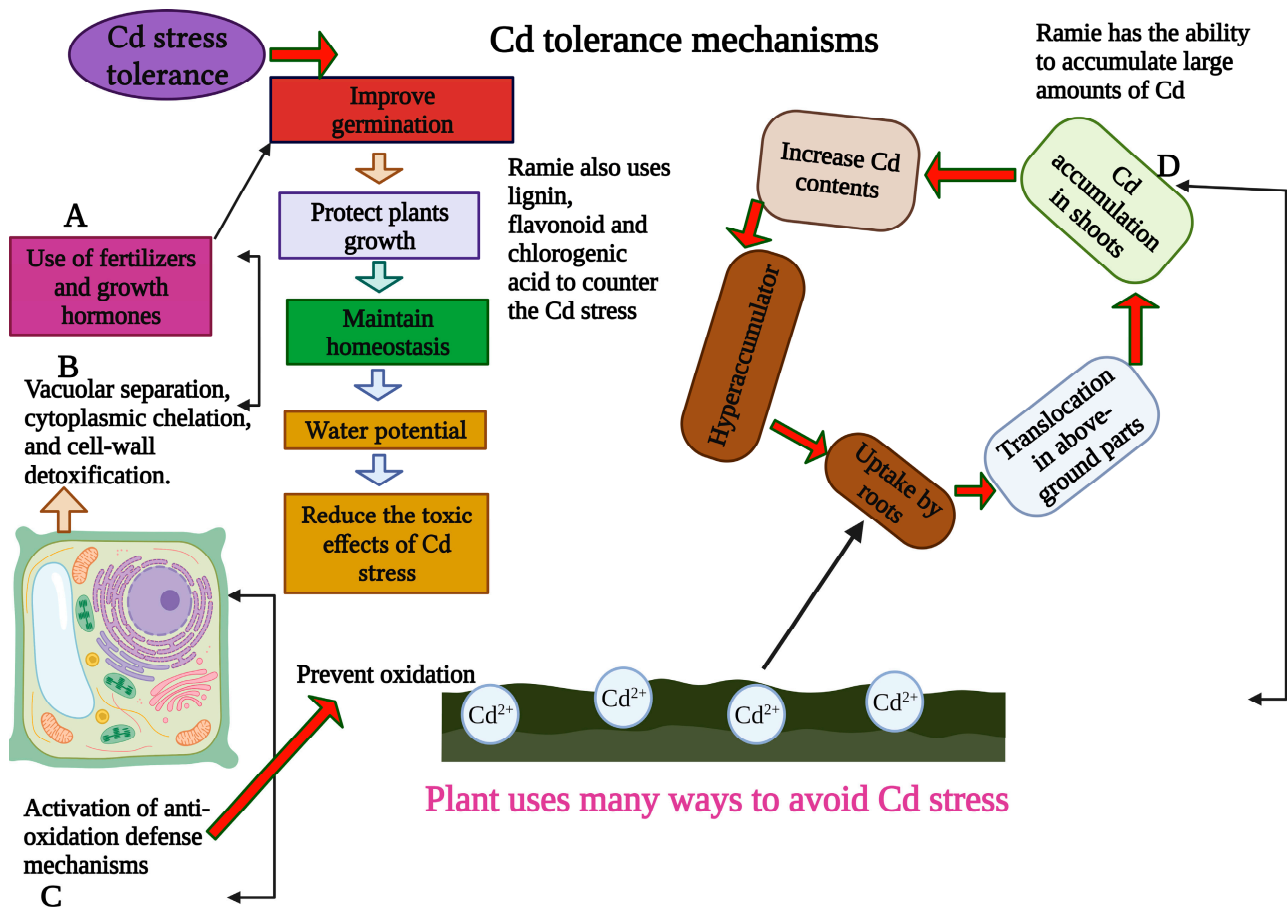 Cd stress
tolerance
Cd tolerance mechanisms
Ramie has the ability
to accumulate large
amounts of Cd
Improve
germination
Protect plants
growth
Maintain
homeostasis
Water potential
Reduce the toxic
effects of Cd
stress
Ramie also uses
lignin,
flavonoid and
chlorogenic
acid to counter
the Cd stress
A
Use of fertilizers
and growth
hormones
B
Vacuolar separation,
cytoplasmic chelation,
and cell-wall
detoxification.
Increase Cd
contents
D
Cd
accumulation
in shoots
Hyperaccumulator
Uptake by
roots
Translocation
in above-
ground parts
Prevent oxidation
Cd2+
Cd2+
Cd2+
Cd2+
Plant uses many ways to avoid Cd stress
Activation of anti-
oxidation defense
mechanisms
C